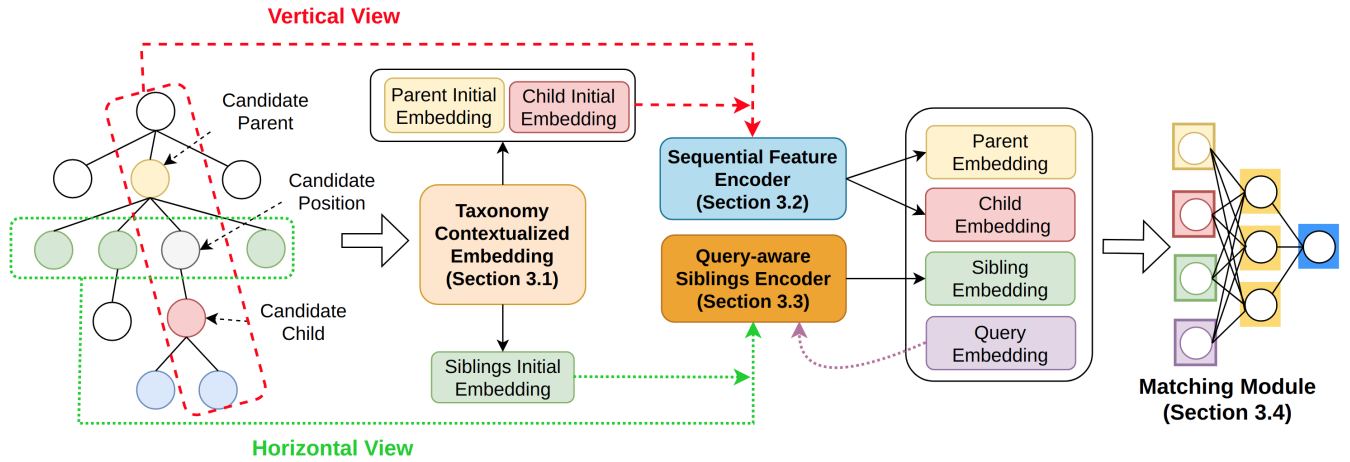 Vertical View
Candidate
Parent
Candidate
Position
Candidate
Child
Horizontal View
Parent Initial
Embedding
Child Initial
Embedding
Taxonomy
Contextualized
Embedding
(Section 3.1)
Siblings Initial
Embedding
Sequential Feature
Encoder
(Section 3.2)
Query-aware
Siblings Encoder
(Section 3.3)
Parent
Embedding
Child
Embedding
Sibling
Embedding
Query
Embedding
Matching Module
(Section 3.4)